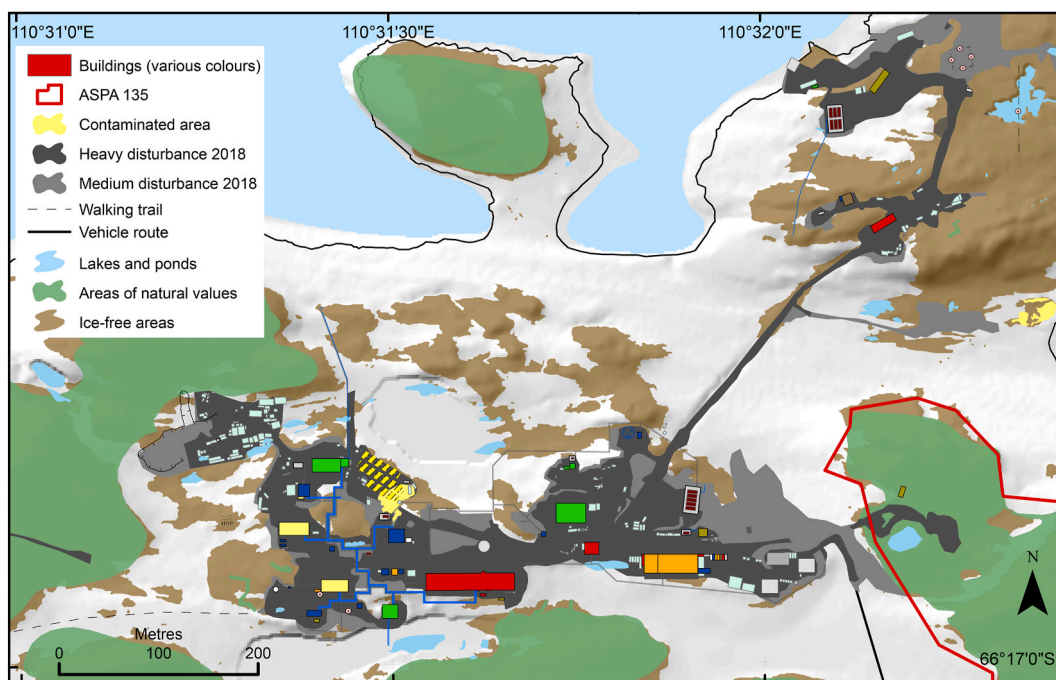 110°31'0"E
110°31'30"E
110°32'0"E
Buildings (various colours)
ASPA 135
Contaminated area
Heavy disturbance 2018
Medium disturbance 2018
Walking trail
Vehicle route
Lakes and ponds
Areas of natural values
Ice-free areas
N
Metres
0 100 200
66°17'0"S